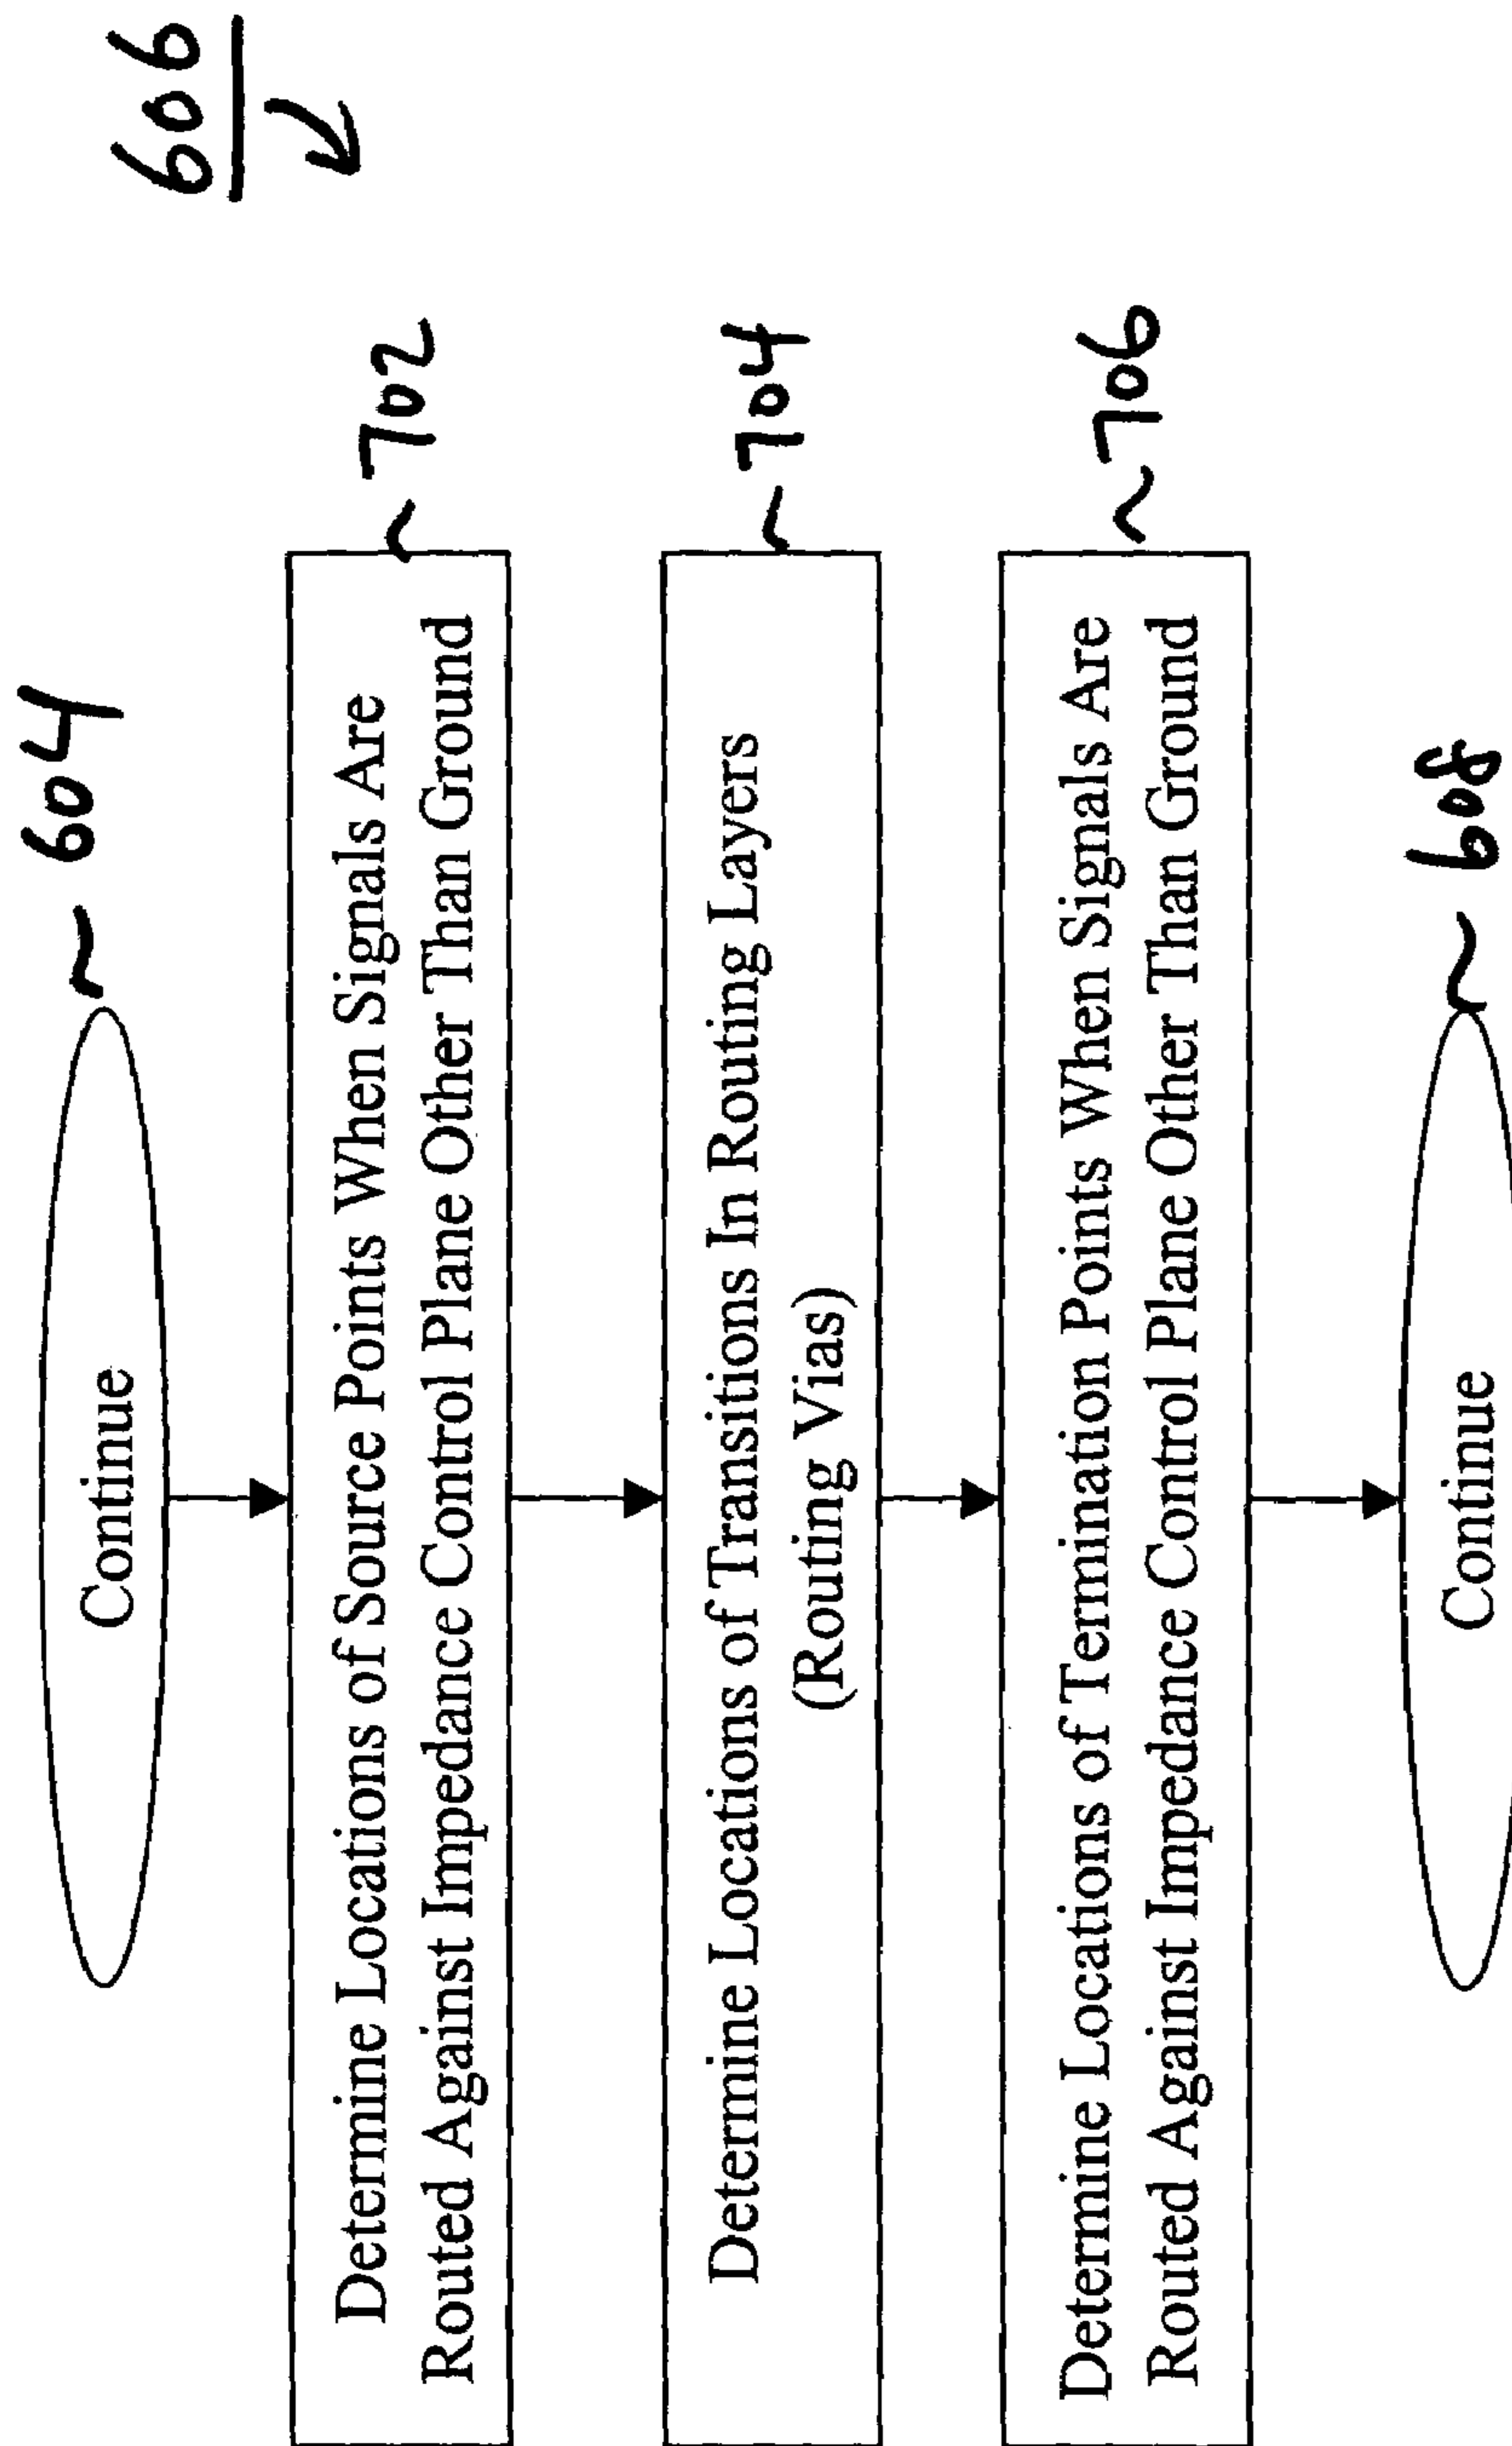 606
Continue
~ 604
Determine Locations of Source Points When Signals Are
Routed Against Impedance Control Plane Other Than Ground
~ 702
Determine Locations of Transitions In Routing Layers
(Routing Vias)
~ 704
Determine Locations of Termination Points When Signals Are
Routed Against Impedance Control Plane Other Than Ground
~ 706
Continue
~ 608